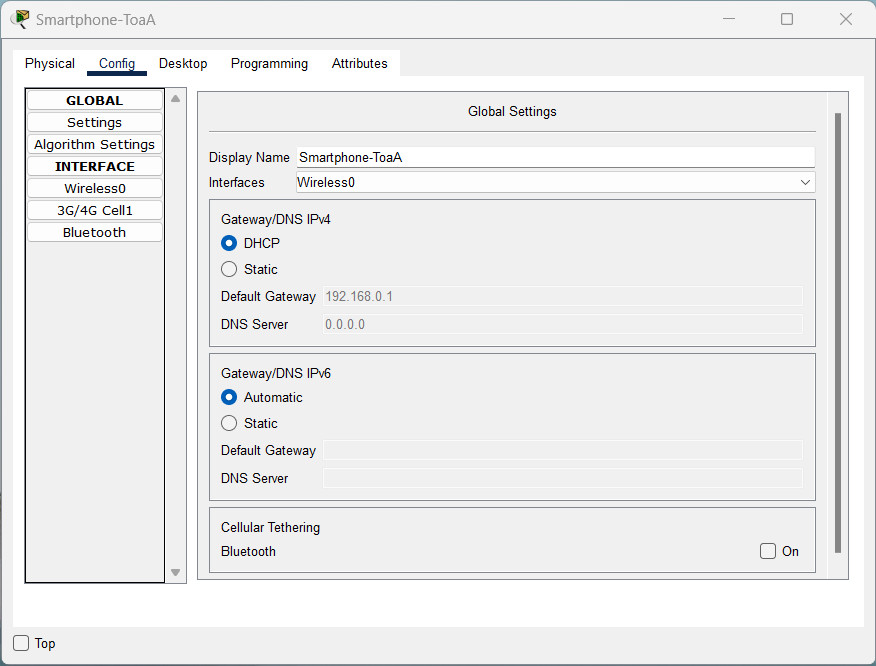 Smartphone-ToaA
Physical Config Desktop Programming Attributes
GLOBAL
Settings
Algorithm Settings
INTERFACE
Wireless0
3G/4G Cell1
Bluetooth
Global Settings
Display Name Smartphone-ToaA
Interfaces Wireless0
Gateway/DNS IPv4
DHCP
Static
Default Gateway 192.168.0.1
DNS Server 0.0.0.0
Gateway/DNS IPv6
Automatic
Static
Default Gateway
DNS Server
Cellular Tethering
Bluetooth On
Top